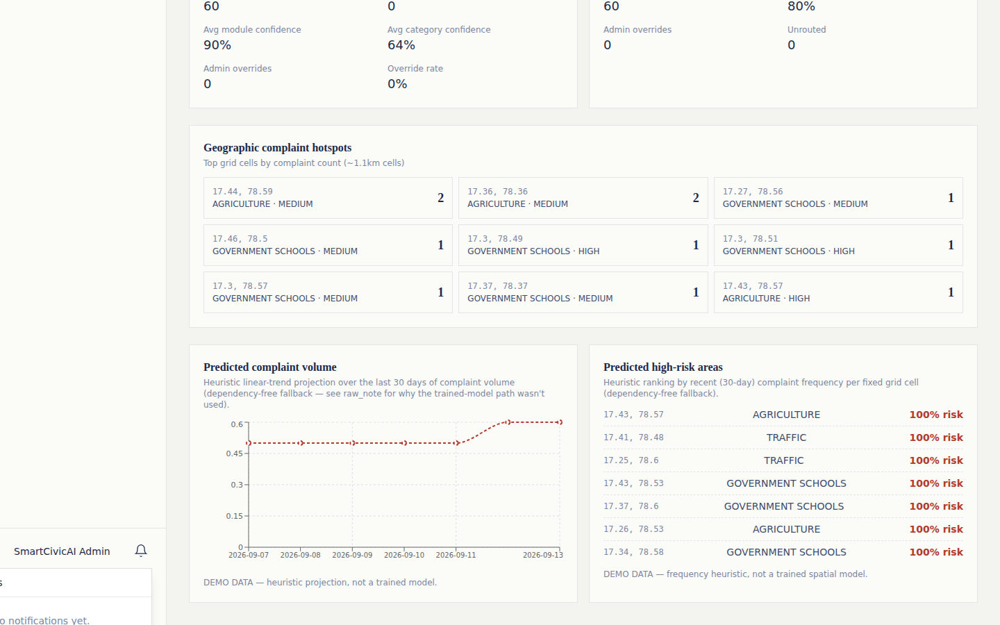 60
0
60
80%
Avg module confidence
Avg category confidence
Admin overrides
Unrouted
90%
64%
0
0
Admin overrides
Override rate
0
0%
Geographic complaint hotspots
Top grid cells by complaint count (~1.1km cells)
17.44, 78.59
AGRICULTURE · MEDIUM
2
17.36, 78.36
AGRICULTURE · MEDIUM
2
17.27, 78.56
GOVERNMENT SCHOOLS · MEDIUM
1
17.46, 78.5
GOVERNMENT SCHOOLS · MEDIUM
1
17.3, 78.49
GOVERNMENT SCHOOLS · HIGH
1
17.3, 78.51
GOVERNMENT SCHOOLS · HIGH
1
17.3, 78.57
GOVERNMENT SCHOOLS · MEDIUM
1
17.37, 78.37
GOVERNMENT SCHOOLS · MEDIUM
1
17.43, 78.57
AGRICULTURE · HIGH
1
Predicted complaint volume
Heuristic linear-trend projection over the last 30 days of complaint volume
(dependency-free fallback — see raw_note for why the trained-model path wasn't
used).
0.6
0.45
0.3
0.15
0
2026-09-07 2026-09-08 2026-09-09 2026-09-10 2026-09-11 2026-09-13
DEMO DATA — heuristic projection, not a trained model.
Predicted high-risk areas
Heuristic ranking by recent (30-day) complaint frequency per fixed grid cell
(dependency-free fallback).
17.43, 78.57 AGRICULTURE 100% risk
17.41, 78.48 TRAFFIC 100% risk
17.25, 78.6 TRAFFIC 100% risk
17.43, 78.53 GOVERNMENT SCHOOLS 100% risk
17.37, 78.6 GOVERNMENT SCHOOLS 100% risk
17.26, 78.53 AGRICULTURE 100% risk
17.34, 78.58 GOVERNMENT SCHOOLS 100% risk
DEMO DATA — frequency heuristic, not a trained spatial model.
SmartCivicAI Admin
s
o notifications yet.